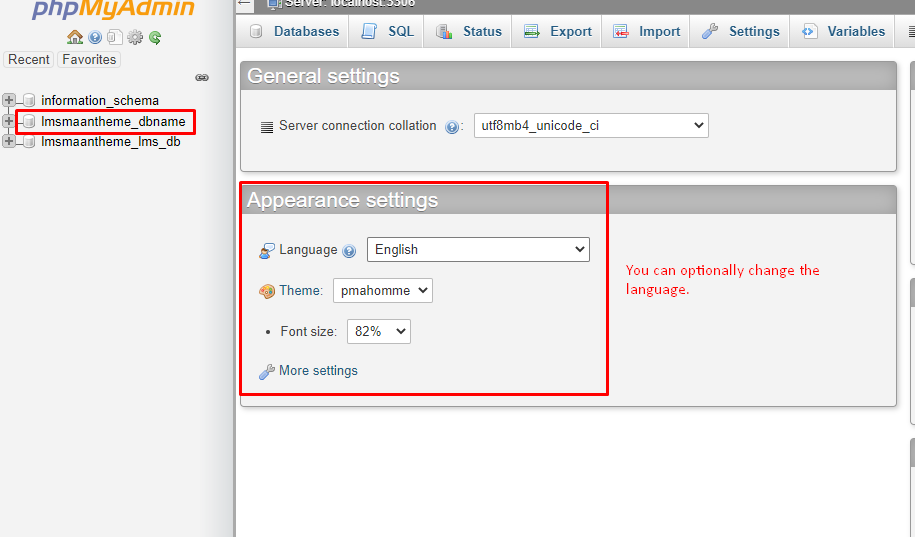 phpMyAdmin
Recent Favorites
information_schema
lmsmaantheme_dbname
lmsmaantheme_lms_db
Server: localhost:3306
Databases SQL Status Export Import Settings Variables
General settings
Server connection collation : utf8mb4_unicode_ci
Appearance settings
Language English
Theme: pmahomme
• Font size: 82%
More settings
You can optionally change the
language.